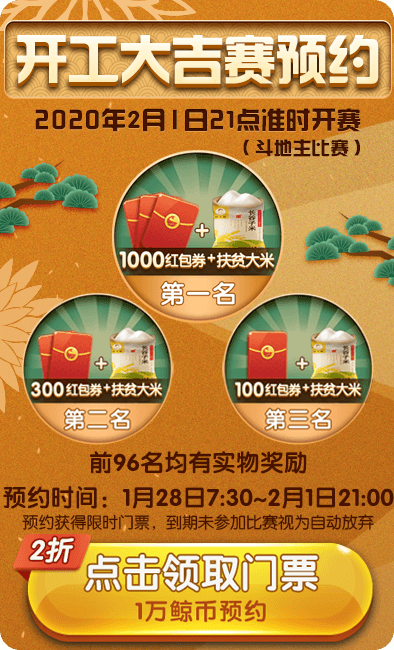 开工大吉赛预约
2020年2月1日21点准时开赛
（斗地主比赛）
1000红包券+扶贫大米
第一名
300红包券+扶贫大米
第二名
100红包券+扶贫大米
第三名
前96名均有实物奖励
预约时间：1月28日7:30~2月1日21:00
预约获得限时门票，到期未参加比赛视为自动放弃
2折
点击领取门票
1万鲸币预约